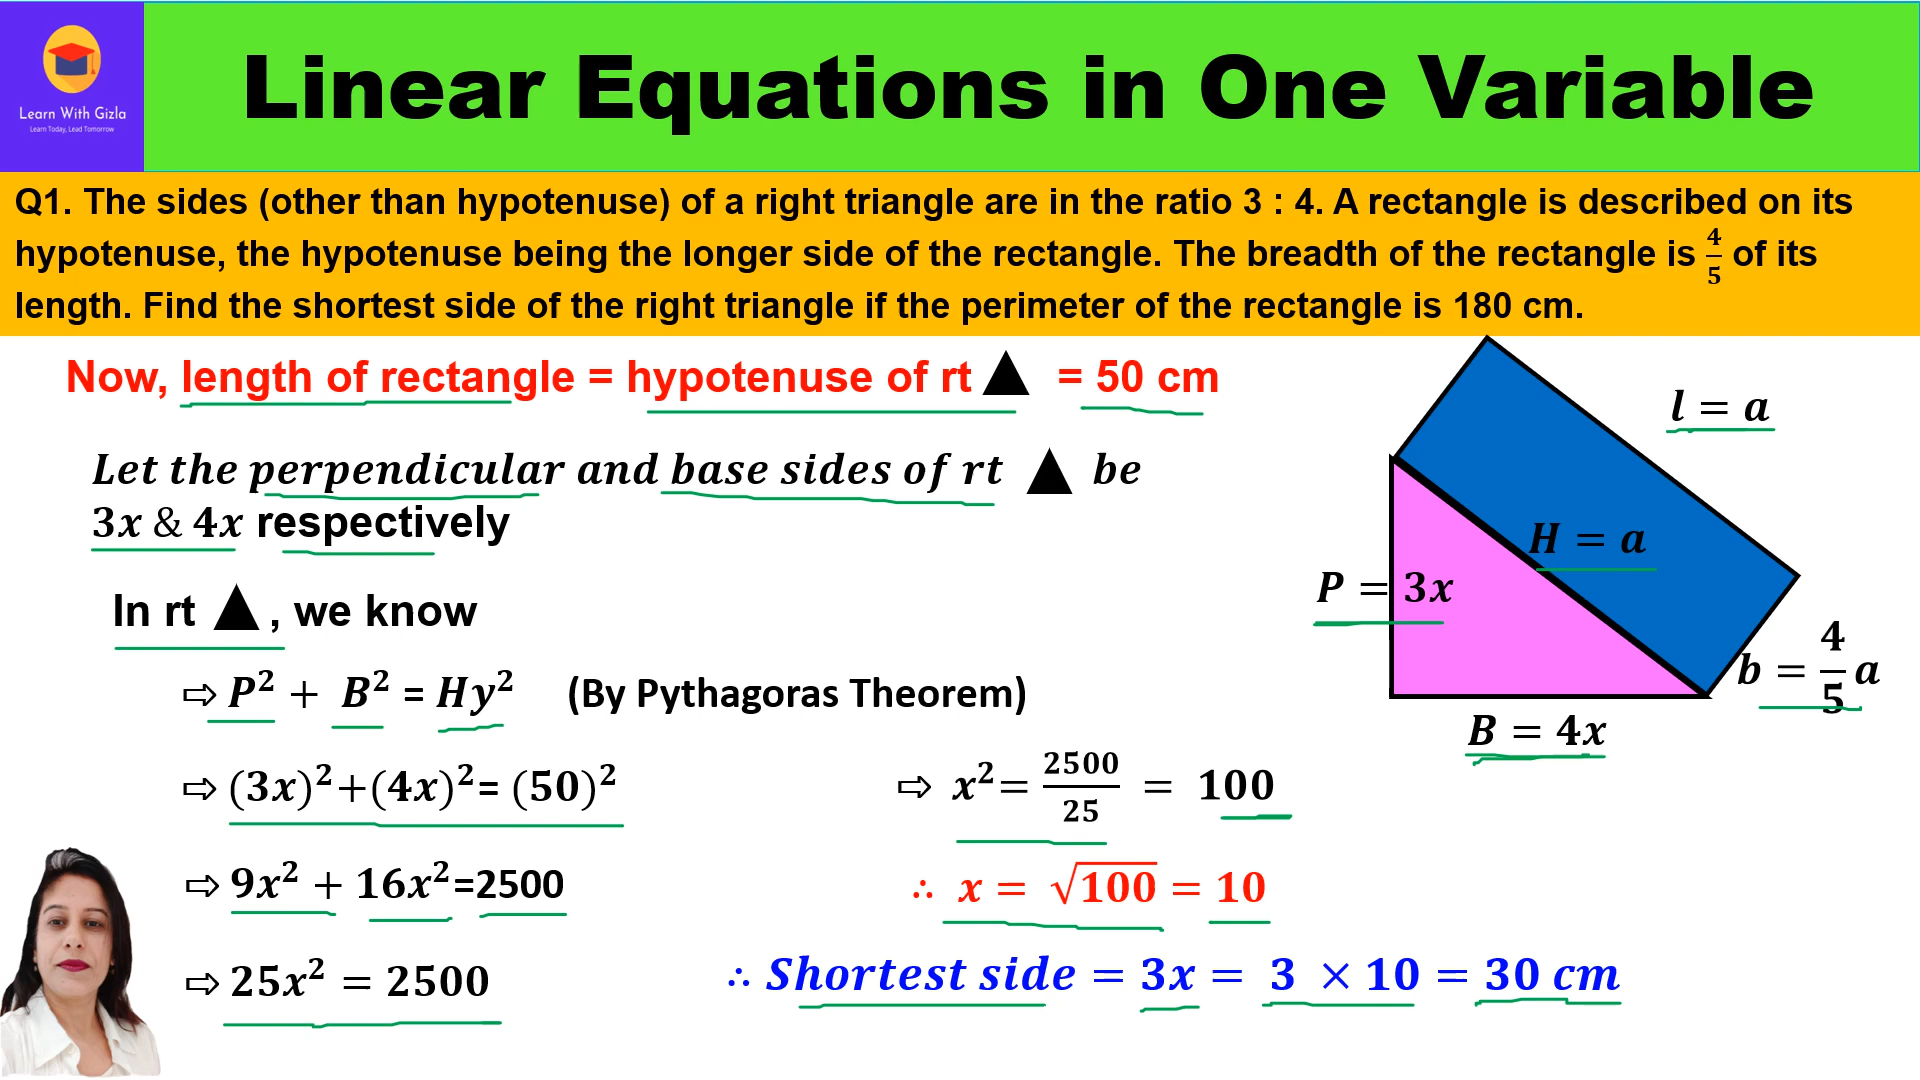 Learn With Gizla
Learn Today, Lead Tomorrow
Linear Equations in One Variable
Q1. The sides (other than hypotenuse) of a right triangle are in the ratio 3 : 4. A rectangle is described on its
hypotenuse, the hypotenuse being the longer side of the rectangle. The breadth of the rectangle is 4/5 of its
length. Find the shortest side of the right triangle if the perimeter of the rectangle is 180 cm.
Now, length of rectangle = hypotenuse of rt ▲ = 50 cm
Let the perpendicular and base sides of rt ▲ be
3x & 4x respectively
In rt ▲, we know
⇨ P² + B² = Hy² (By Pythagoras Theorem)
⇨ (3x)²+(4x)²= (50)²
⇨ 9x² + 16x²=2500
⇨ 25x² = 2500
⇨ x²= 2500/25 = 100
∴ x = √100 = 10
∴ Shortest side = 3x = 3 × 10 = 30 cm
l = a
H = a
P = 3x
b = 4/5 a
B = 4x